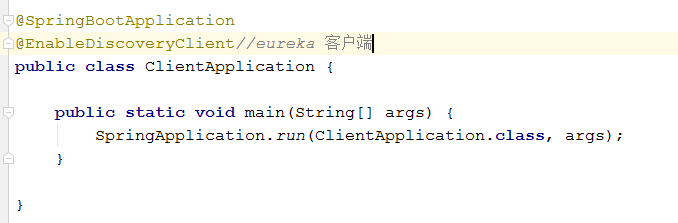 @SpringBootApplication
@EnableDiscoveryClient//eureka 客户端
public class ClientApplication {
public static void main(String[] args) {
SpringApplication.run(ClientApplication.class, args);
}
}